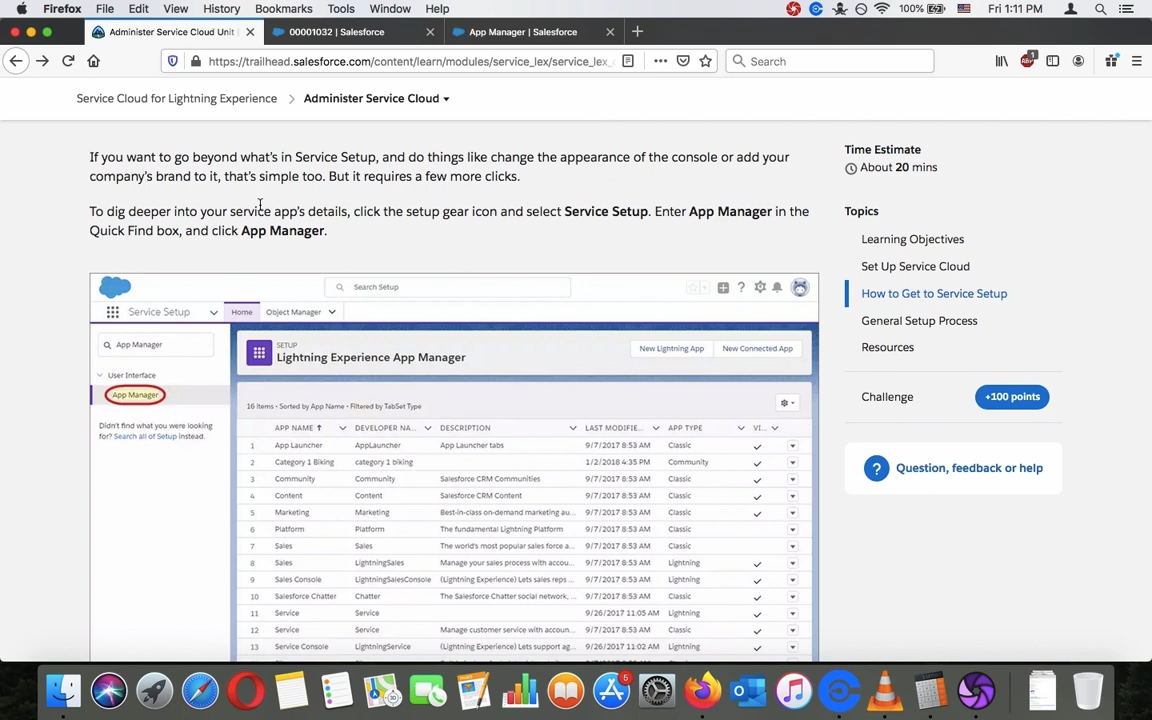 Firefox File Edit View History Bookmarks Tools Window Help 100% Fri 1:11 PM
Administer Service Cloud Unit 00001032 | Salesforce App Manager | Salesforce
https://trailhead.salesforce.com/content/learn/modules/service_lex/service_lex_ Search 1
Service Cloud for Lightning Experience Administer Service Cloud
If you want to go beyond what's in Service Setup, and do things like change the appearance of the console or add your
company's brand to it, that's simple too. But it requires a few more clicks.
To dig deeper into your service app's details, click the setup gear icon and select Service Setup. Enter App Manager in the
Quick Find box, and click App Manager.
Search Setup
Service Setup Home Object Manager
App Manager
User Interface
App Manager
Didn't find what you were looking
for? Search all of Setup instead.
SETUP
Lightning Experience App Manager
New Lightning App New Connected App
16 items • Sorted by App Name • Filtered by TabSet Type
APP NAME ↑ DEVELOPER NA... DESCRIPTION LAST MODIFIE... APP TYPE VI...
1 App Launcher AppLauncher App Launcher tabs 9/7/2017 8:53 AM Classic
2 Category 1 Biking category 1 biking 1/2/2018 4:35 PM Community
3 Community Community Salesforce CRM Communities 9/7/2017 8:53 AM Classic
4 Content Content Salesforce CRM Content 9/7/2017 8:53 AM Classic
5 Marketing Marketing Best-in-class on-demand marketing au... 9/7/2017 8:53 AM Classic
6 Platform Platform The fundamental Lightning Platform 9/7/2017 8:53 AM Classic
7 Sales Sales The world's most popular sales force a... 9/7/2017 8:53 AM Classic
8 Sales LightningSales Manage your sales process with accou... 9/7/2017 8:53 AM Lightning
9 Sales Console LightningSalesConsole (Lightning Experience) Lets sales reps ... 9/7/2017 8:53 AM Lightning
10 Salesforce Chatter Chatter The Salesforce Chatter social network, ... 9/7/2017 8:53 AM Classic
11 Service Service 9/26/2017 11:05 AM Lightning
12 Service Service Manage customer service with accoun... 9/7/2017 8:53 AM Classic
13 Service Console LightningService (Lightning Experience) Lets support ag... 9/26/2017 11:02 AM Lightning
Time Estimate
About 20 mins
Topics
Learning Objectives
Set Up Service Cloud
How to Get to Service Setup
General Setup Process
Resources
Challenge +100 points
Question, feedback or help